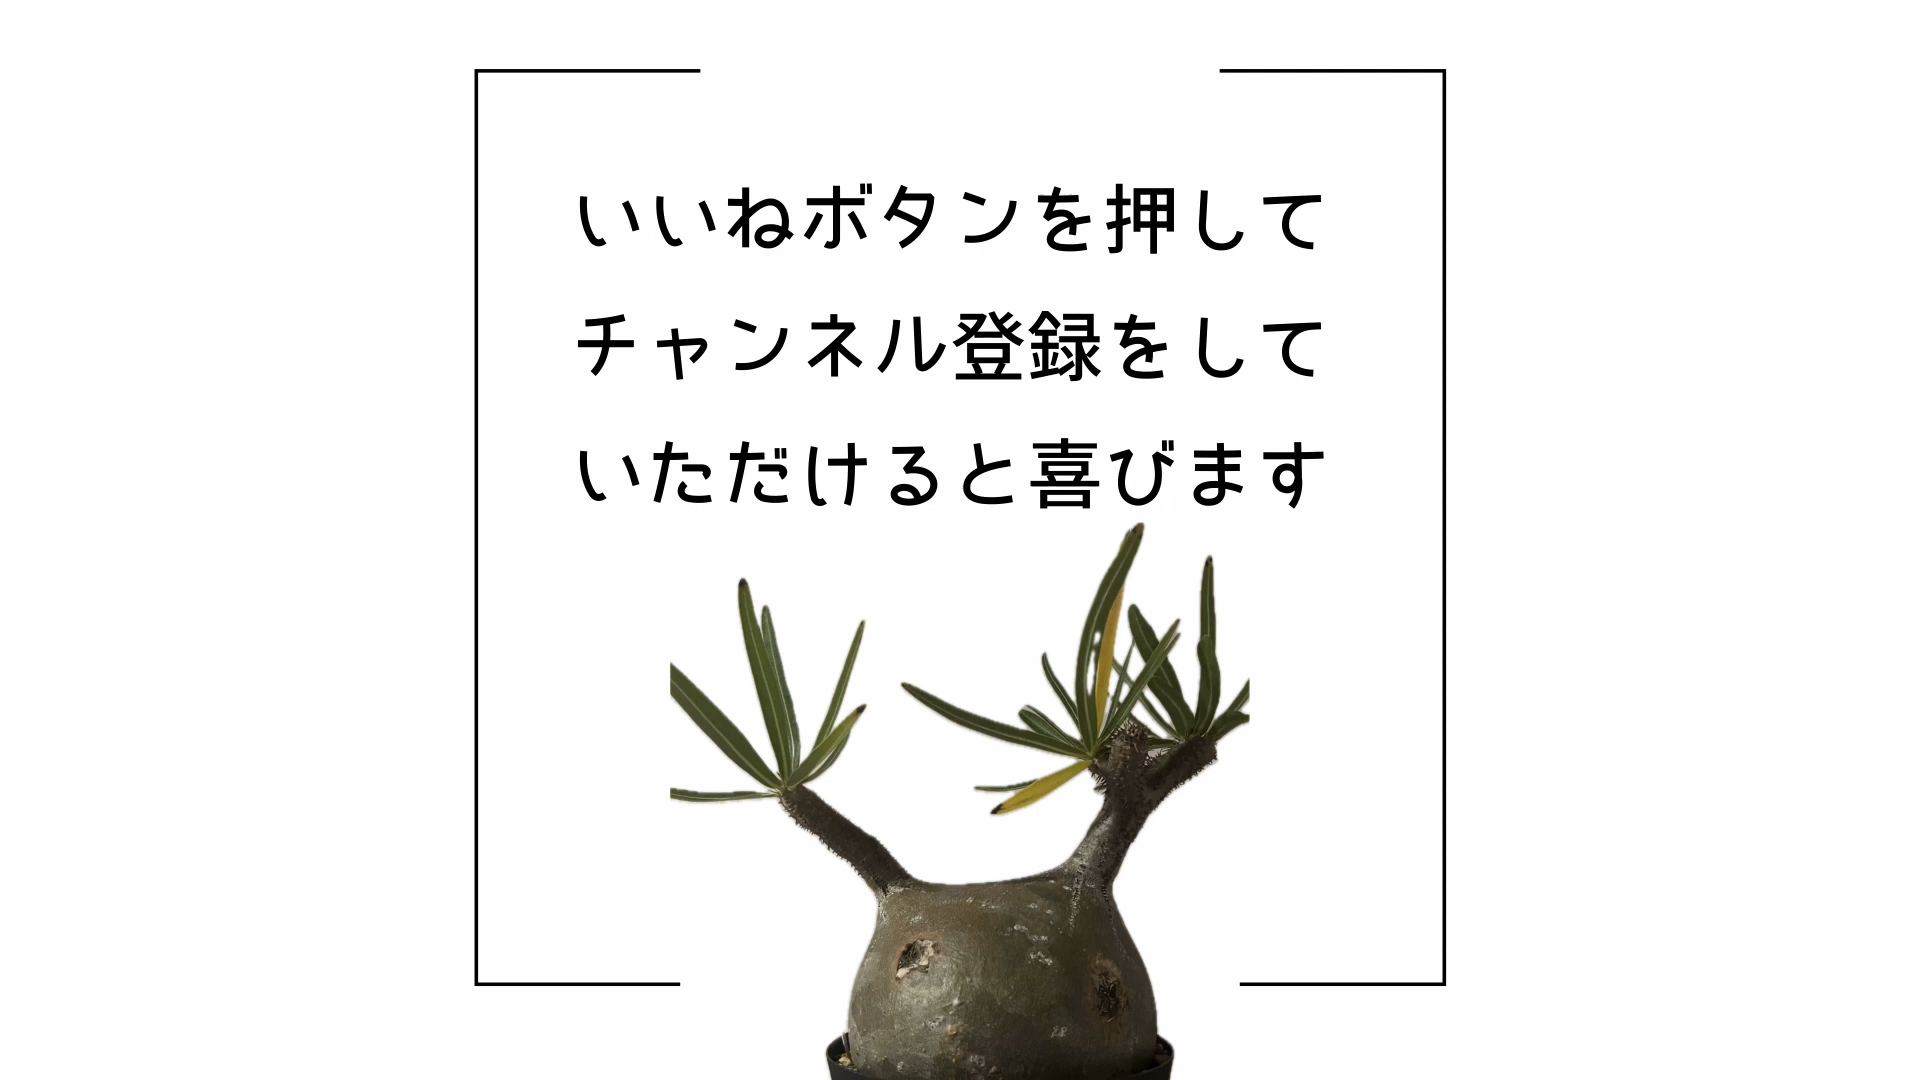 いいねボタンを押して
チャンネル登録をして
いただけると喜びます